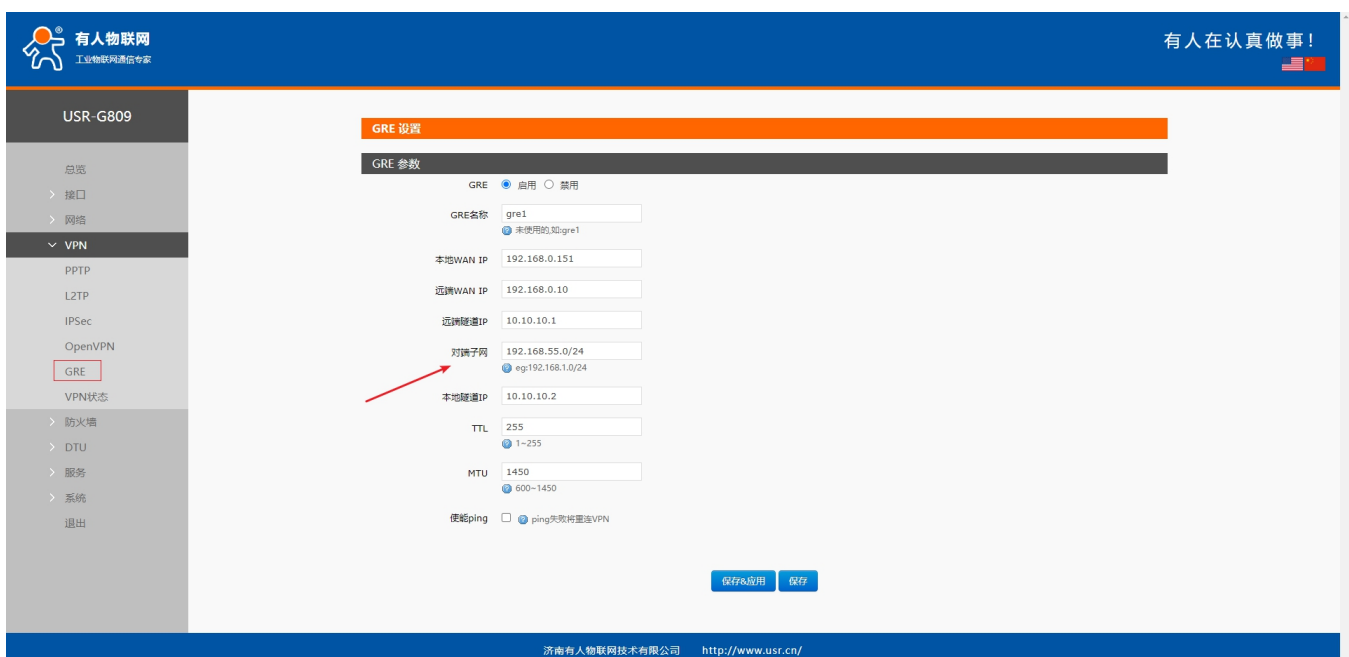 有人物联网
工业物联网通信专家
有人在认真做事!
USR-G809
总览
接口
网络
VPN
PPTP
L2TP
IPSec
OpenVPN
GRE
VPN状态
防火墙
DTU
服务
系统
退出
GRE 设置
GRE 参数
GRE 启用 禁用
GRE名称 gre1
未使用的,如:gre1
本地WAN IP 192.168.0.151
远端WAN IP 192.168.0.10
远端隧道IP 10.10.10.1
对端子网 192.168.55.0/24
eg:192.168.1.0/24
本地隧道IP 10.10.10.2
TTL 255
1~255
MTU 1450
600~1450
使能ping ping失败将重连VPN
保存&应用 保存
济南有人物联网技术有限公司 http://www.usr.cn/